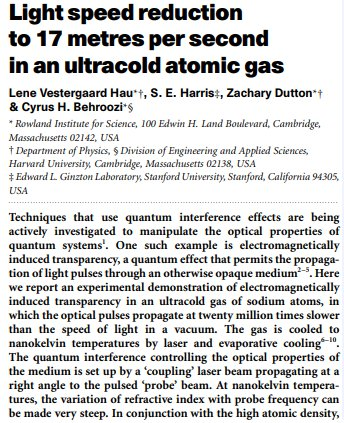 Light speed reduction
to 17 metres per second
in an ultracold atomic gas
Lene Vestergaard Hau*†, S. E. Harris‡, Zachary Dutton*†
& Cyrus H. Behroozi*§
* Rowland Institute for Science, 100 Edwin H. Land Boulevard, Cambridge,
Massachusetts 02142, USA
† Department of Physics, § Division of Engineering and Applied Sciences,
Harvard University, Cambridge, Massachusetts 02138, USA
‡ Edward L. Ginzton Laboratory, Stanford University, Stanford, California 94305,
USA
Techniques that use quantum interference effects are being
actively investigated to manipulate the optical properties of
quantum systems¹. One such example is electromagnetically
induced transparency, a quantum effect that permits the propaga-
tion of light pulses through an otherwise opaque medium²⁻⁵. Here
we report an experimental demonstration of electromagnetically
induced transparency in an ultracold gas of sodium atoms, in
which the optical pulses propagate at twenty million times slower
than the speed of light in a vacuum. The gas is cooled to
nanokelvin temperatures by laser and evaporative cooling⁶⁻¹⁰.
The quantum interference controlling the optical properties of
the medium is set up by a 'coupling' laser beam propagating at a
right angle to the pulsed 'probe' beam. At nanokelvin tempera-
tures, the variation of refractive index with probe frequency can
be made very steep. In conjunction with the high atomic density,